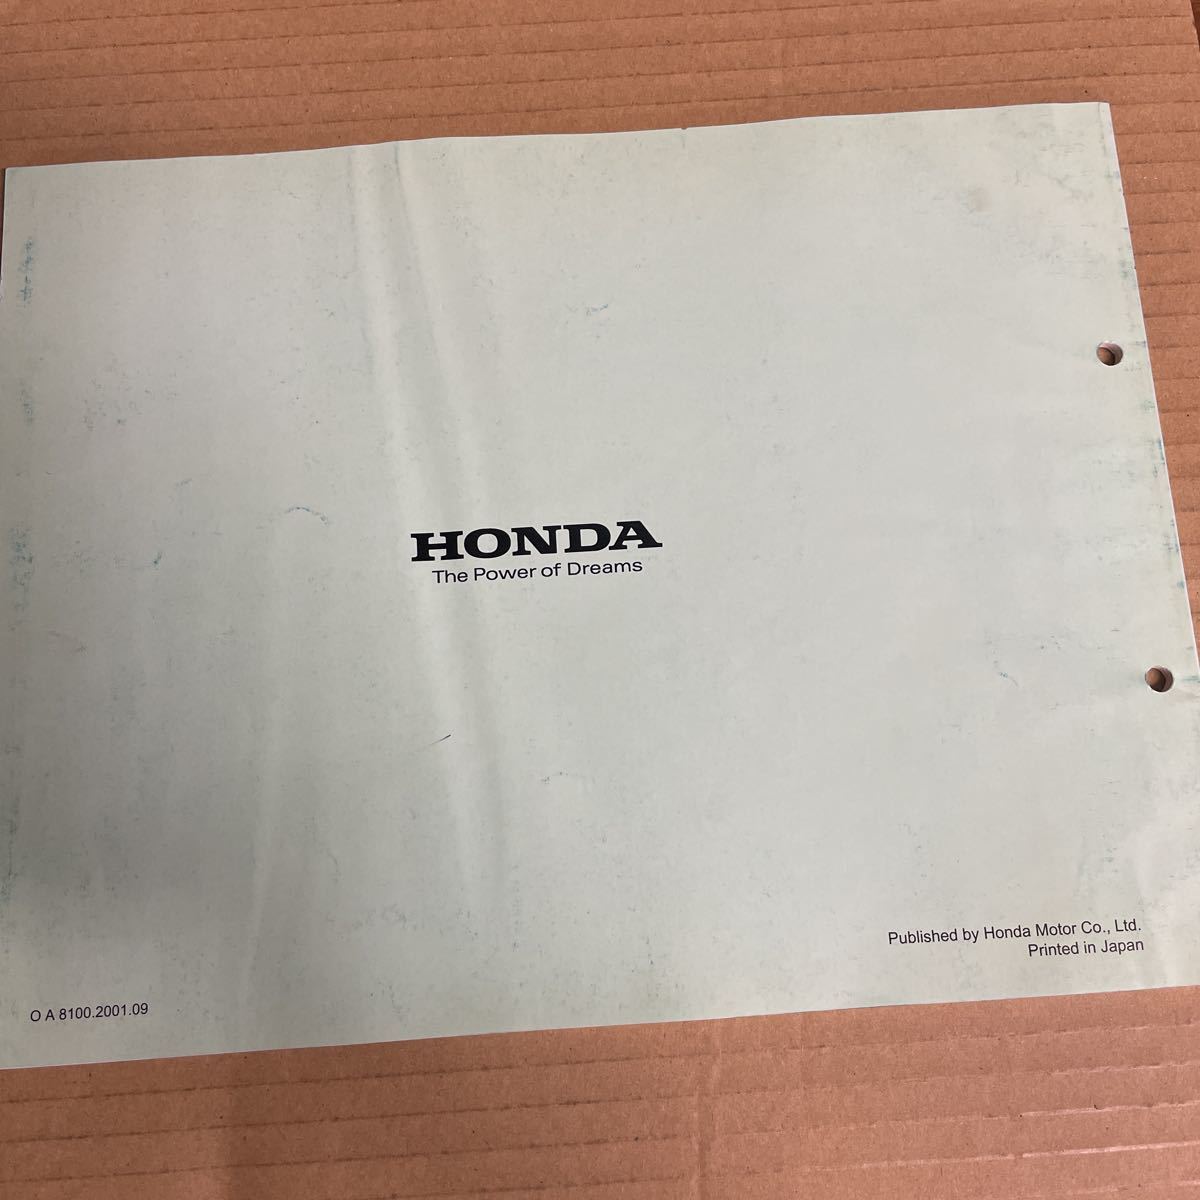 HONDA
The Power of Dreams
Published by Honda Motor Co., Ltd.
Printed in Japan
O A 8100.2001.09